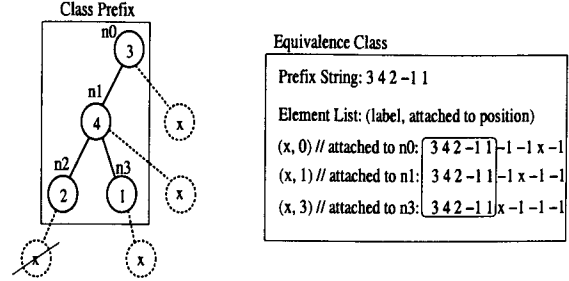 Class Prefix
n0
3
n1
4
x
n2
n3
2
1
x
x
x
Equivalence Class
Prefix String: 3 4 2 -1 1
Element List: (label, attached to position)
(x, 0) // attached to n0: 3 4 2 -1 1 -1 -1 x -1
(x, 1) // attached to n1: 3 4 2 -1 1 -1 x -1 -1
(x, 3) // attached to n3: 3 4 2 -1 1 x -1 -1 -1